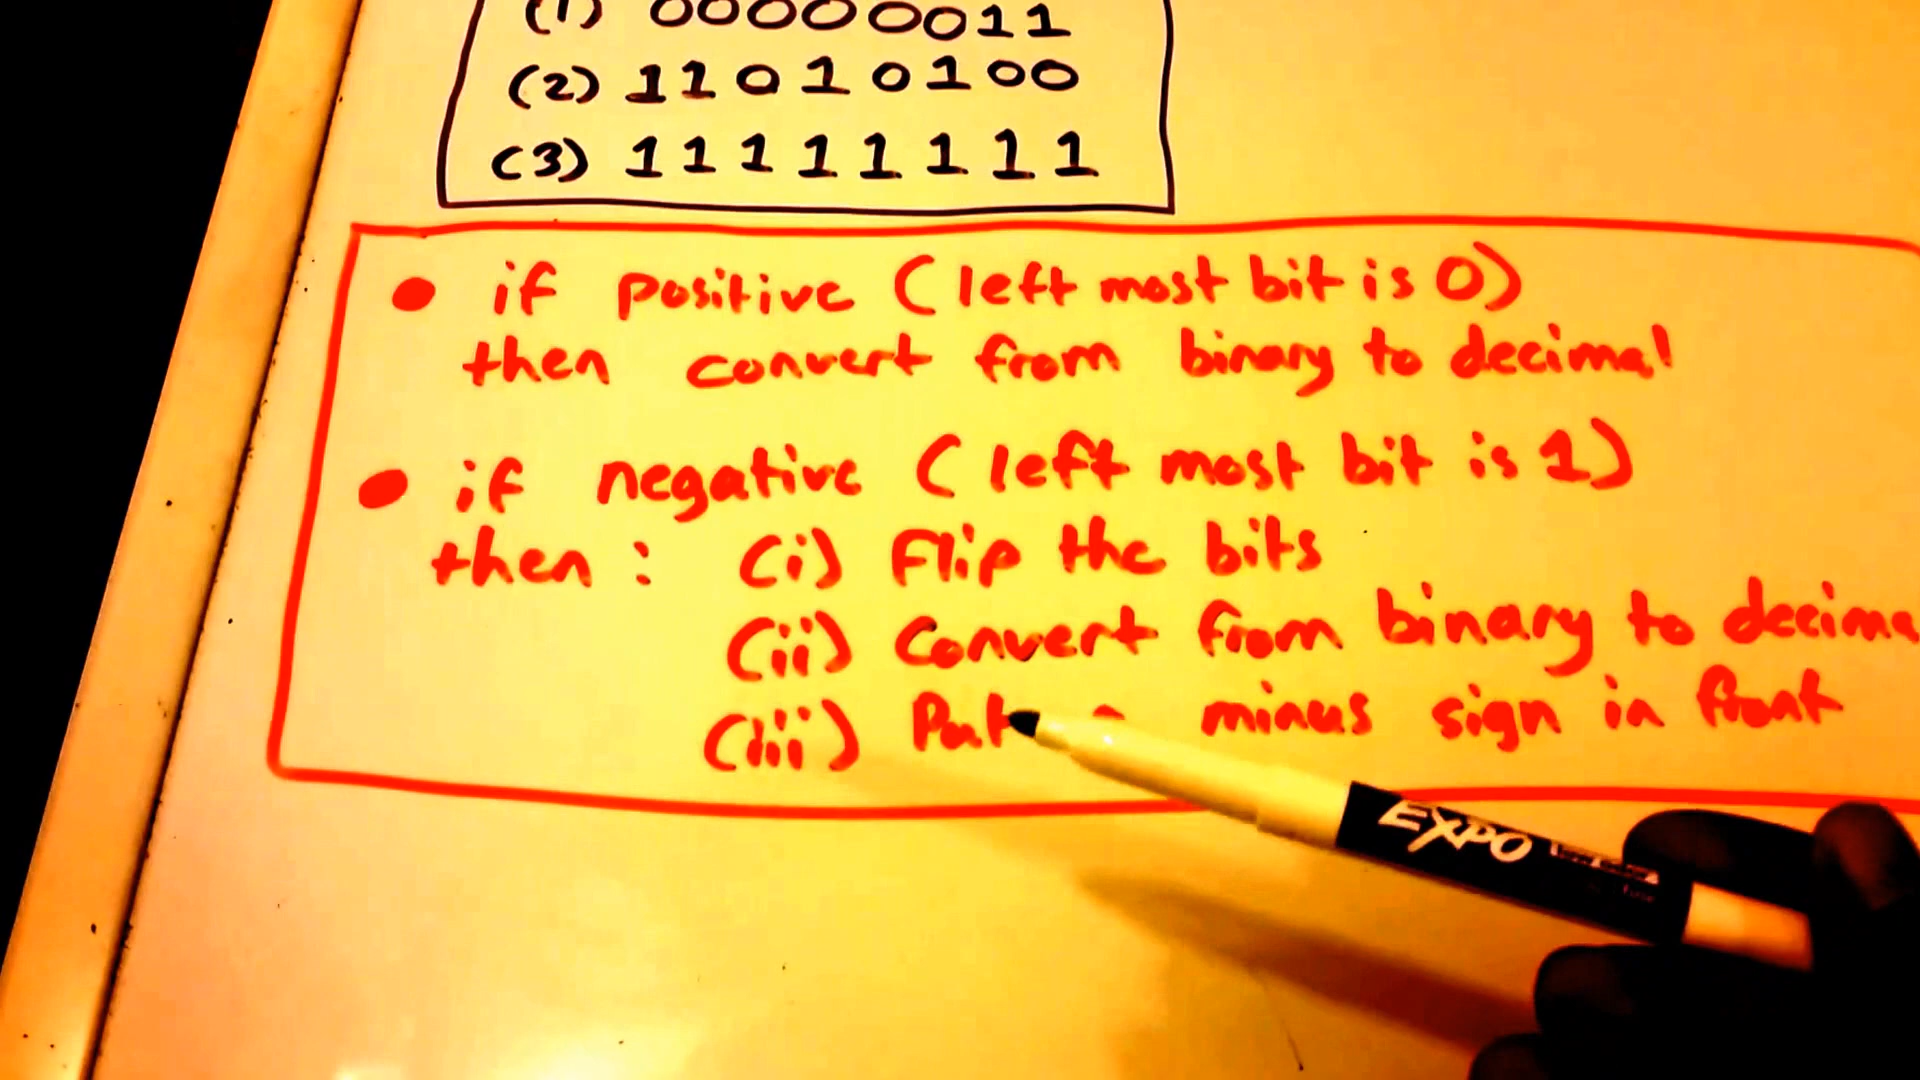 (1) 00000011
(2) 11010100
(3) 11111111
• if positive (left most bit is 0)
then convert from binary to decimal
• if negative (left most bit is 1)
then: (i) Flip the bits
(ii) Convert from binary to decima
(iii) Put minus sign in front
EXPO